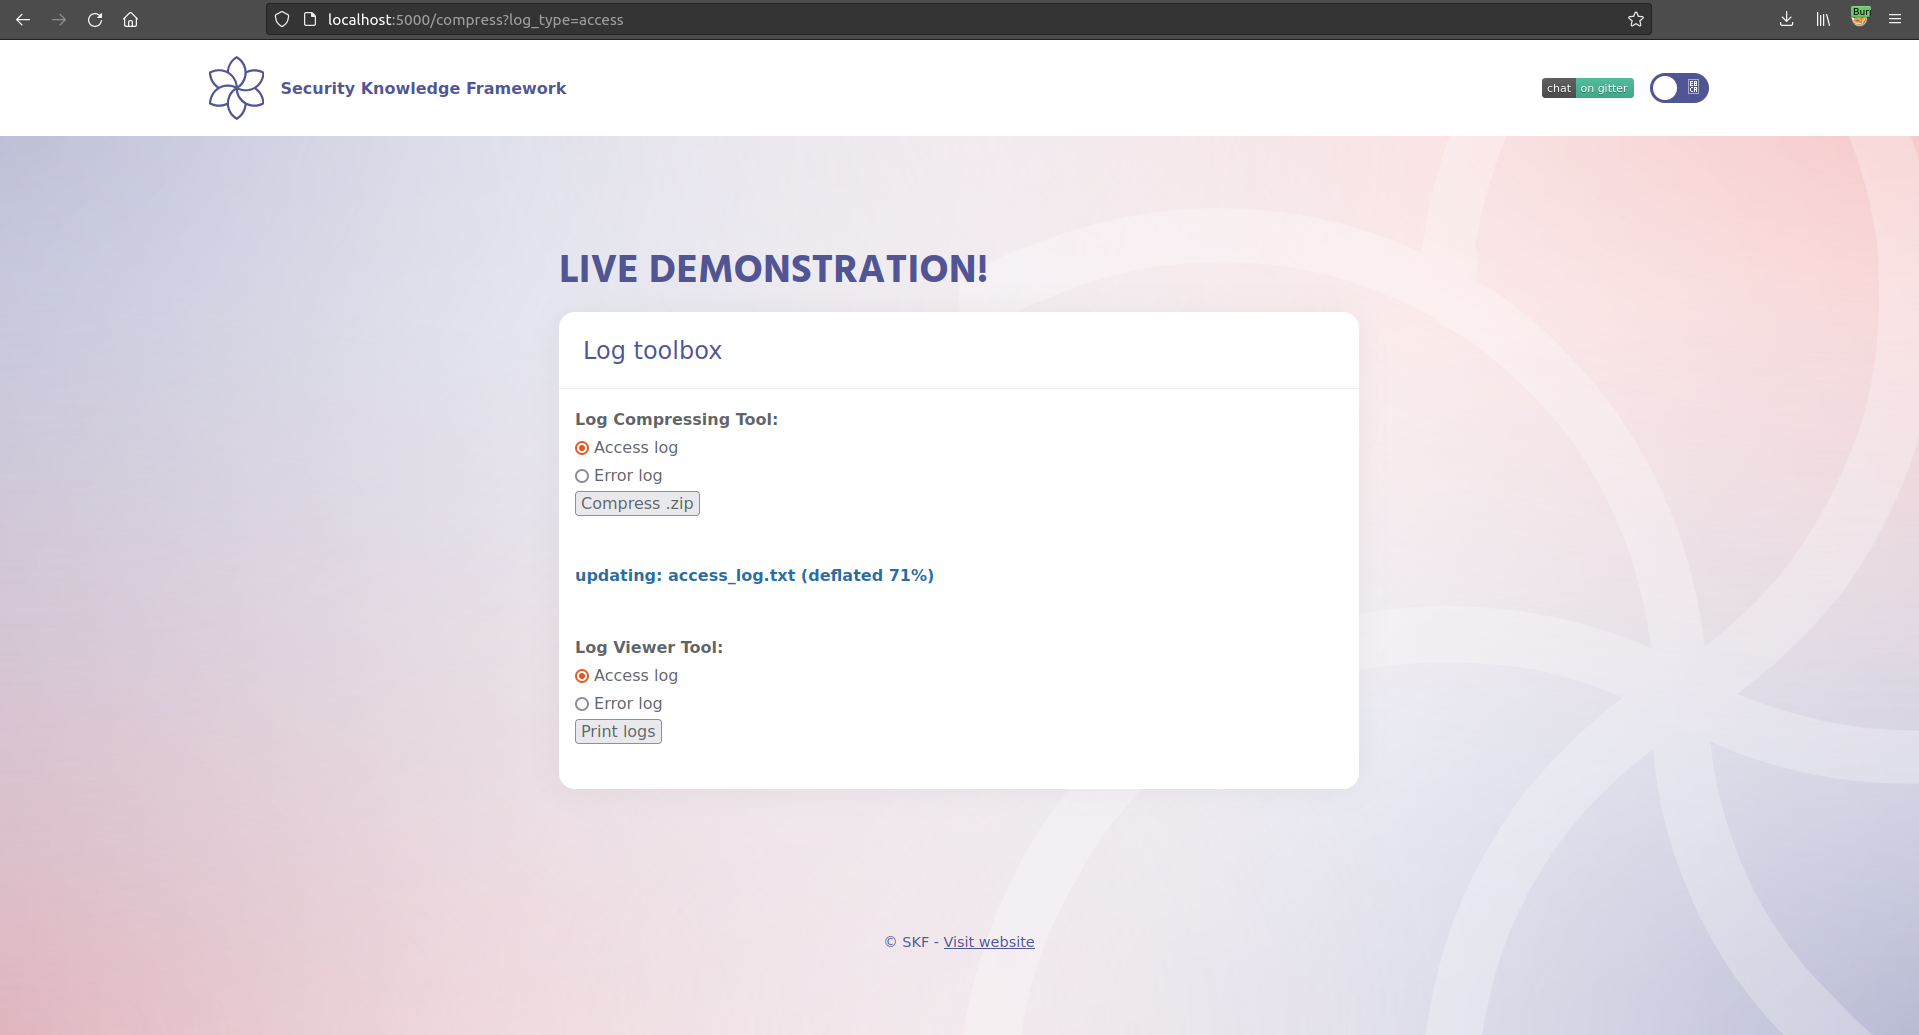 localhost:5000/compress?log_type=access
Security Knowledge Framework
chat on gitter
LIVE DEMONSTRATION!
Log toolbox
Log Compressing Tool:
Access log
Error log
Compress .zip
updating: access_log.txt (deflated 71%)
Log Viewer Tool:
Access log
Error log
Print logs
© SKF - Visit website